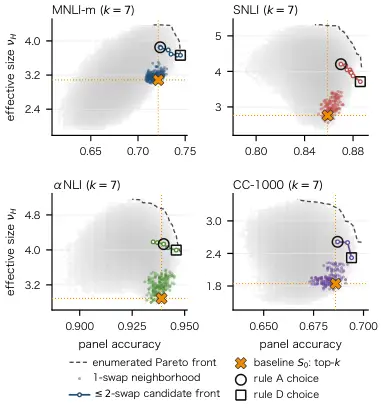 MNLI-m (k = 7)
effective size νH
4.0
3.2
2.4
0.65
0.70
0.75
SNLI (k = 7)
5
4
3
0.80
0.84
0.88
αNLI (k = 7)
effective size νH
4.8
4.0
3.2
0.900
0.925
0.950
panel accuracy
CC-1000 (k = 7)
3.0
2.4
1.8
0.650
0.675
0.700
panel accuracy
enumerated Pareto front
1-swap neighborhood
≤2-swap candidate front
baseline S0: top-k
rule A choice
rule D choice